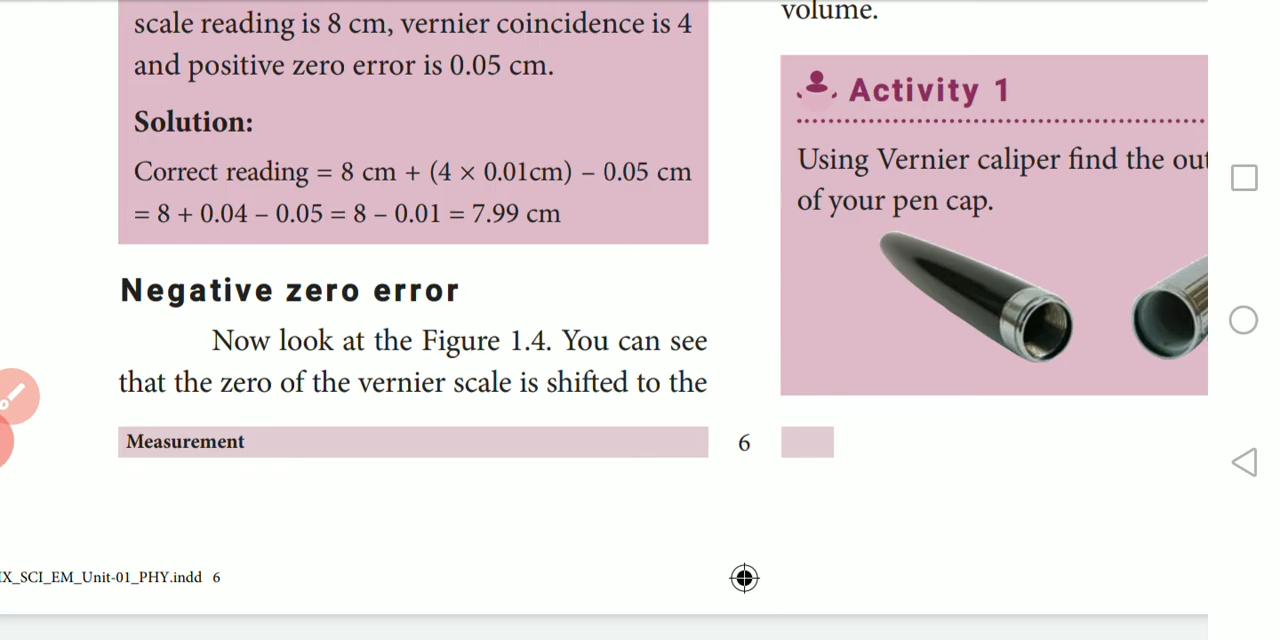 scale reading is 8 cm, vernier coincidence is 4
and positive zero error is 0.05 cm.
Solution:
Correct reading = 8 cm + (4 × 0.01cm) – 0.05 cm
= 8 + 0.04 – 0.05 = 8 – 0.01 = 7.99 cm
Negative zero error
Now look at the Figure 1.4. You can see
that the zero of the vernier scale is shifted to the
volume.
Activity 1
Using Vernier caliper find the
of your pen cap.
Measurement
6
IX_SCI_EM_Unit-01_PHY.indd 6